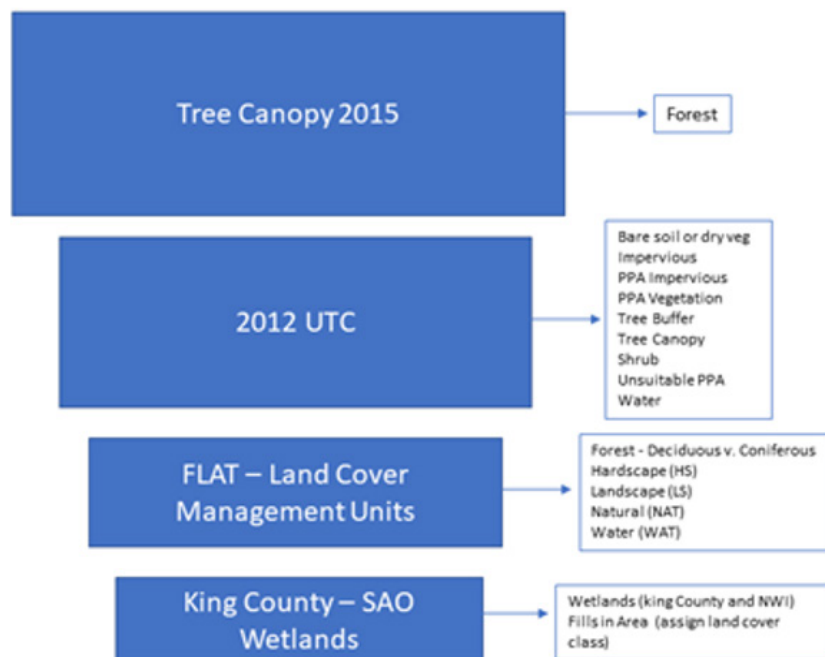 Tree Canopy 2015
Forest
2012 UTC
Bare soil or dry veg
Impervious
PPA Impervious
PPA Vegetation
Tree Buffer
Tree Canopy
Shrub
Unsuitable PPA
Water
FLAT – Land Cover
Management Units
Forest - Deciduous v. Coniferous
Hardscape (HS)
Landscape (LS)
Natural (NAT)
Water (WAT)
King County – SAO
Wetlands
Wetlands (king County and NWI)
Fills in Area  (assign land cover
class)